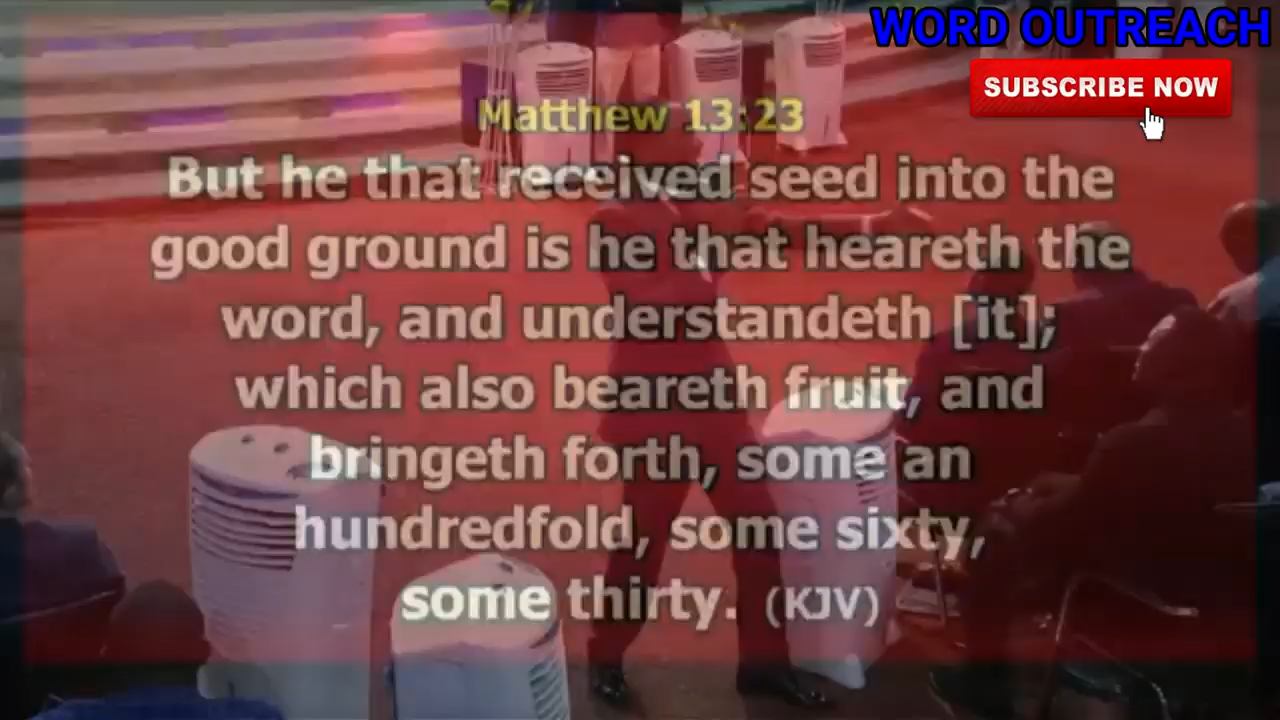 WORD OUTREACH
SUBSCRIBE NOW
Matthew 13:23
But he that received seed into the
good ground is he that heareth the
word, and understandeth [it];
which also beareth fruit, and
bringeth forth, some an
hundredfold, some sixty,
some thirty. (KJV)